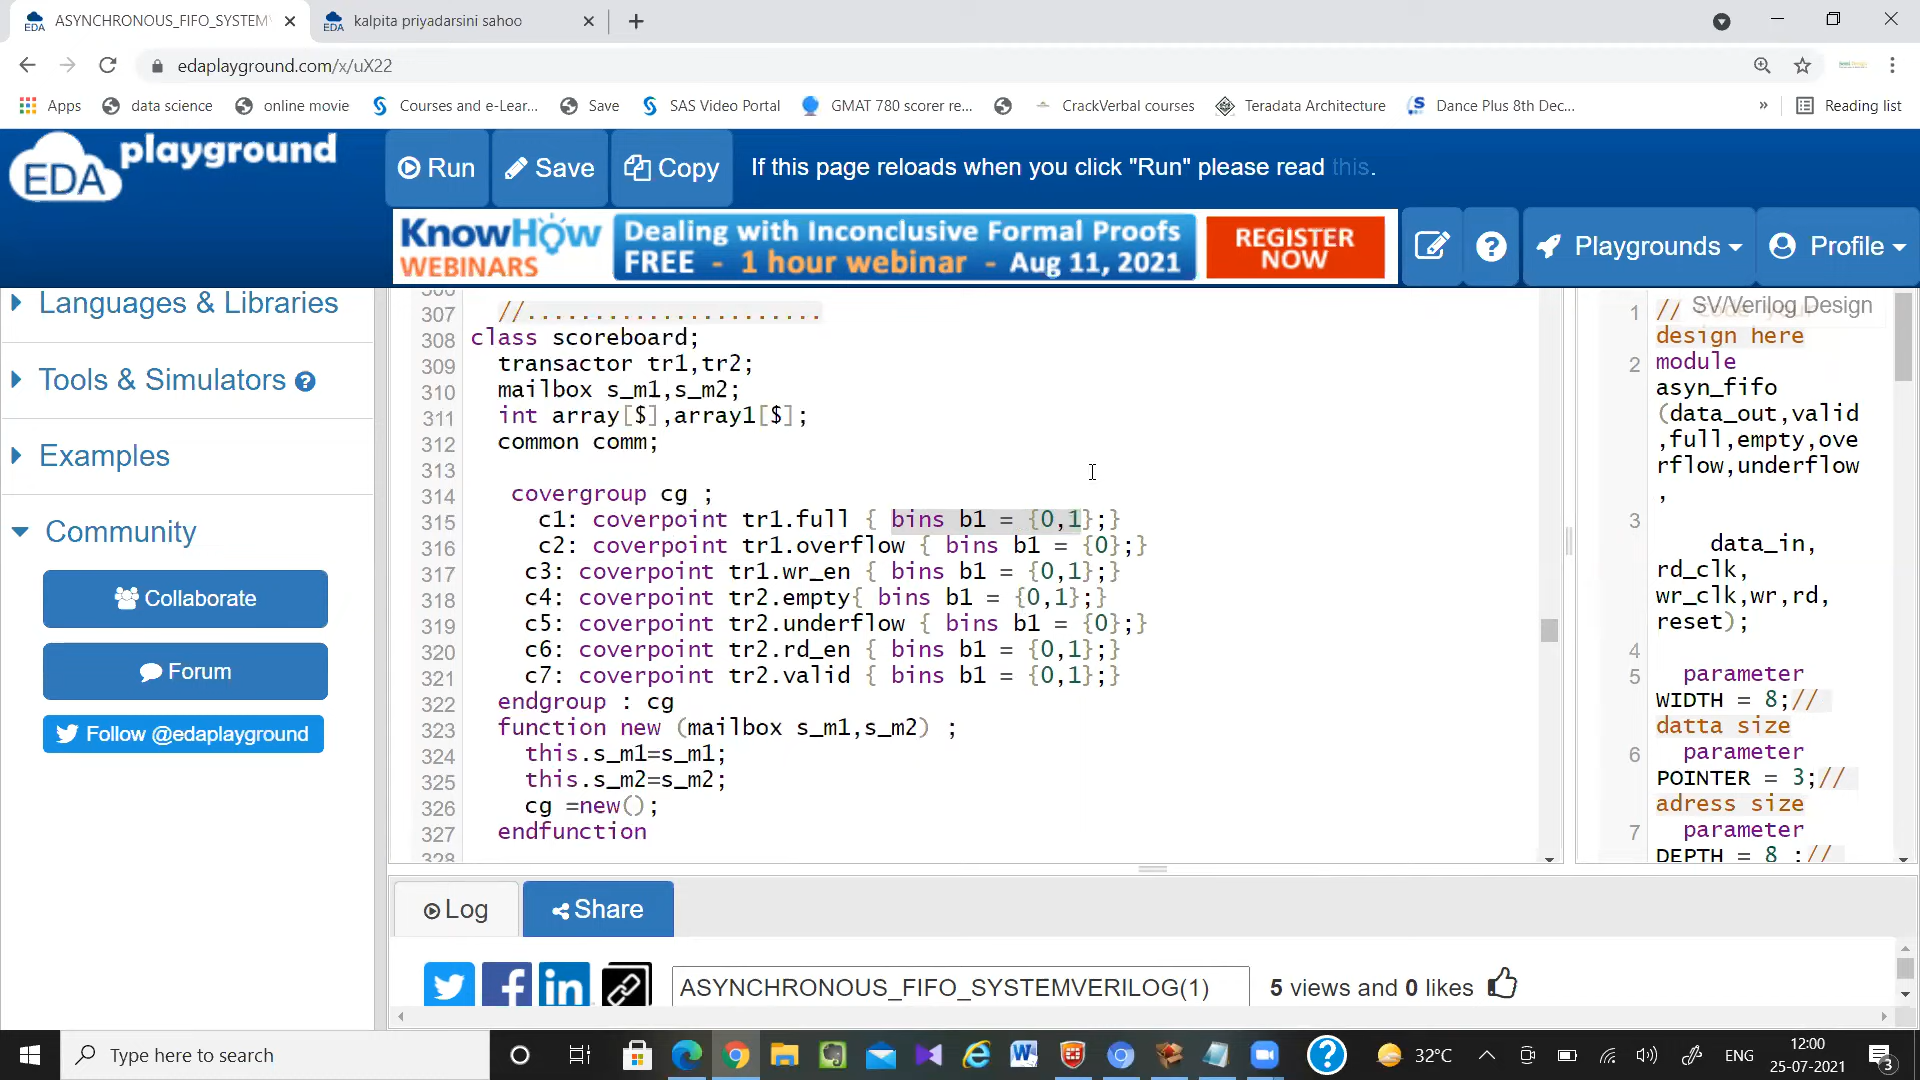 ASYNCHRONOUS_FIFO_SYSTEM
kalpita priyadarsini sahoo
edaplayground.com/x/uX22
Apps
data science
online movie
Courses and e-Lear...
Save
SAS Video Portal
GMAT 780 scorer re...
CrackVerbal courses
Teradata Architecture
Dance Plus 8th Dec...
»
Reading list
EDA playground
Run
Save
Copy
If this page reloads when you click "Run" please read this.
KnowHow
WEBINARS
Dealing with Inconclusive Formal Proofs
FREE - 1 hour webinar - Aug 11, 2021
REGISTER
NOW
Playgrounds
Profile
Languages & Libraries
Tools & Simulators
Examples
Community
Collaborate
Forum
Follow @edaplayground
306
307 //......................
308 class scoreboard;
309 transactor tr1,tr2;
310 mailbox s_m1,s_m2;
311 int array[$],array1[$];
312 common comm;
313
314 covergroup cg ;
315 c1: coverpoint tr1.full { bins b1 = {0,1};}
316 c2: coverpoint tr1.overflow { bins b1 = {0};}
317 c3: coverpoint tr1.wr_en { bins b1 = {0,1};}
318 c4: coverpoint tr2.empty{ bins b1 = {0,1};}
319 c5: coverpoint tr2.underflow { bins b1 = {0};}
320 c6: coverpoint tr2.rd_en { bins b1 = {0,1};}
321 c7: coverpoint tr2.valid { bins b1 = {0,1};}
322 endgroup : cg
323 function new (mailbox s_m1,s_m2) ;
324 this.s_m1=s_m1;
325 this.s_m2=s_m2;
326 cg =new();
327 endfunction
328
SV/Verilog Design
1 //
design here
2 module
asyn_fifo
(data_out,valid
,full,empty,ove
rflow,underflow
,
3
data_in,
rd_clk,
wr_clk,wr,rd,
reset);
4
5 parameter
WIDTH = 8;//
datta size
6 parameter
POINTER = 3;//
adress size
7 parameter
DEPTH = 8 ;//
Log
Share
ASYNCHRONOUS_FIFO_SYSTEMVERILOG(1)
5 views and 0 likes
Type here to search
32°C
ENG
12:00
25-07-2021
3